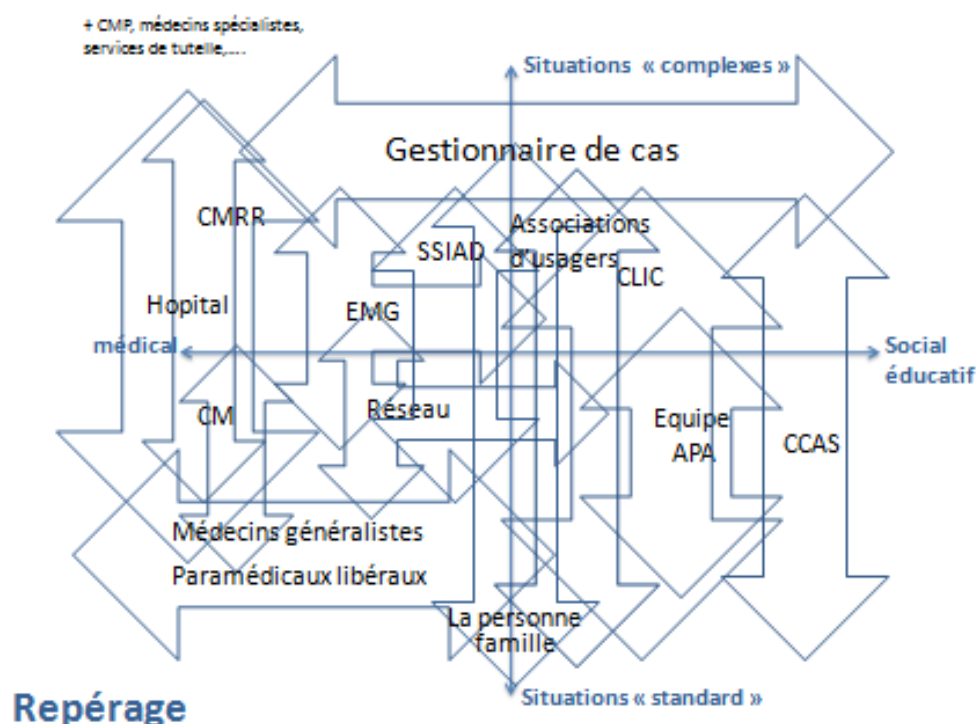 + CMP, médecins spécialistes,
services de tutelle,....
Situations « complexes »
Gestionnaire de cas
CMRR
Associations
d'usagers
SSIAD
CLIC
Hopital
EMG
médical
Social
éducatif
CM
Réseau
Equipe
APA
CCAS
Médecins généralistes
Paramédicaux libéraux
La personne
famille
Situations « standard »
Repérage